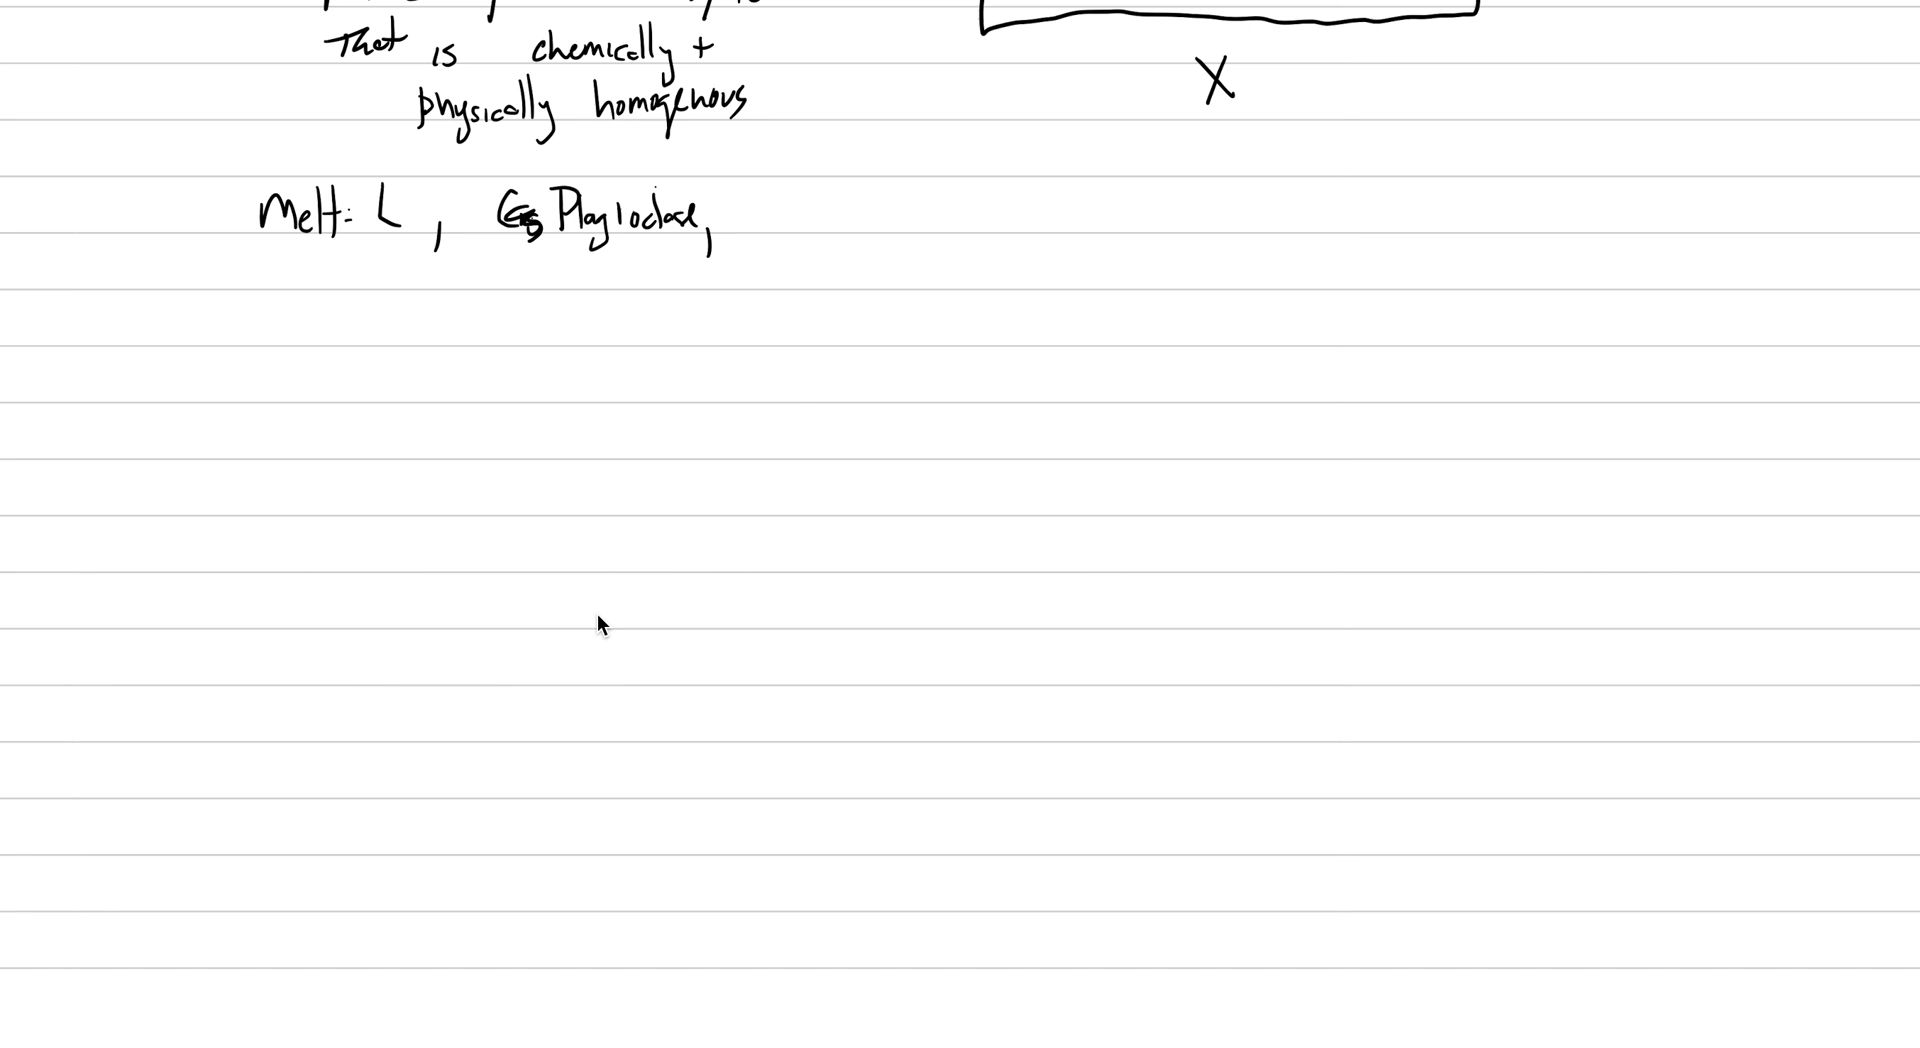 That is chemically +
physically homogenous
X
Melt: L, Plagioclase,